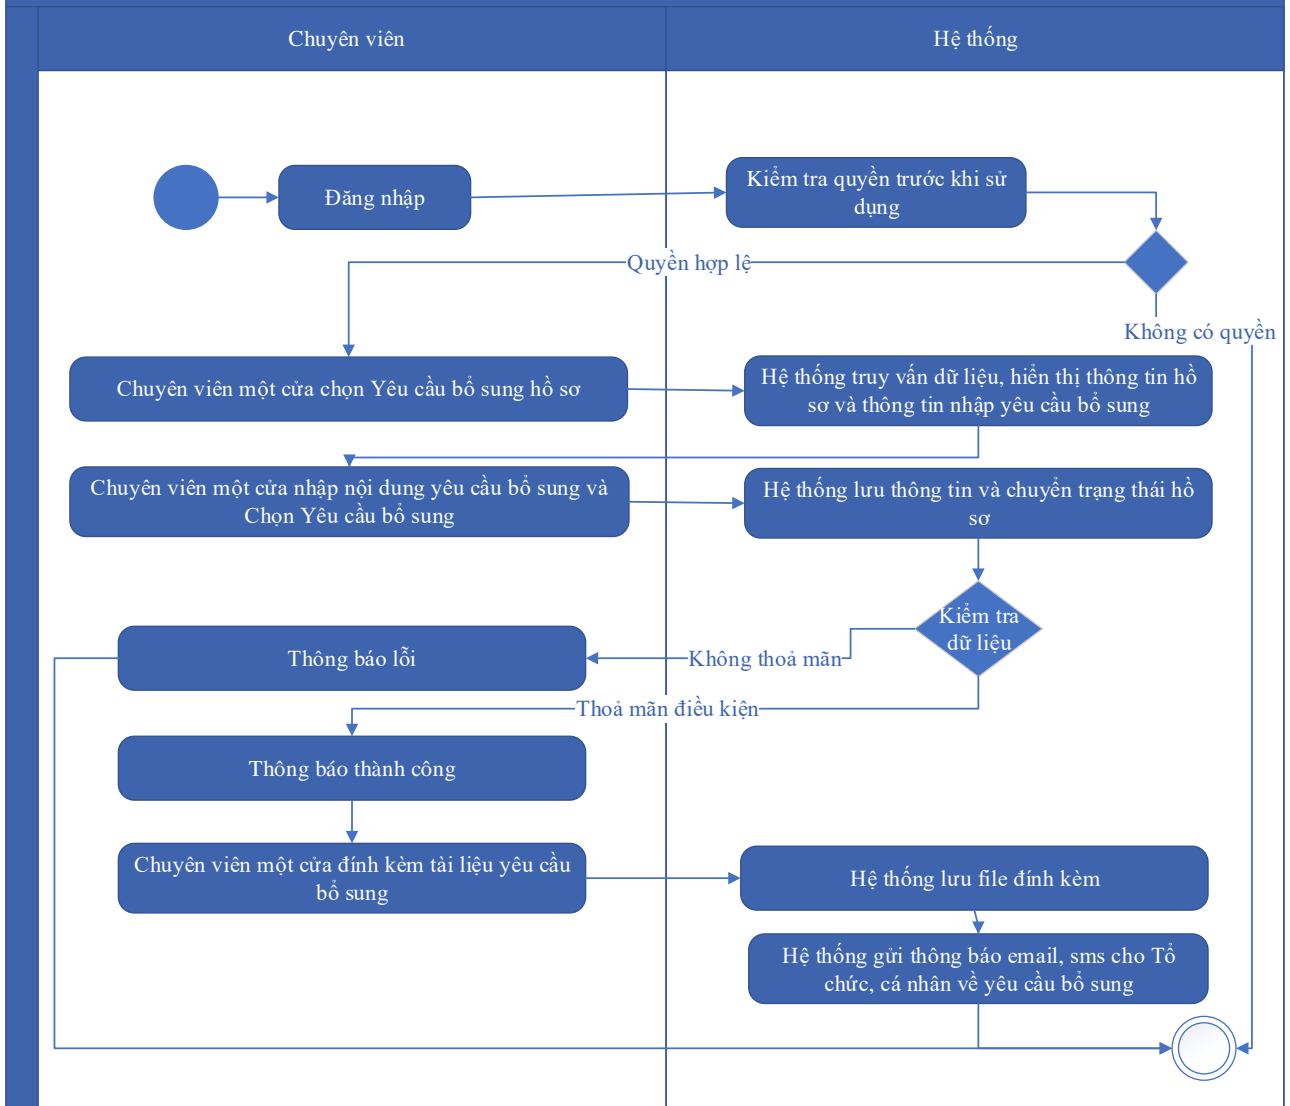 Chuyên viên
Hệ thống
Đăng nhập
Kiểm tra quyền trước khi sử
dụng
Quyền hợp lệ
Không có quyền
Chuyên viên một cửa chọn Yêu cầu bổ sung hồ sơ
Hệ thống truy vấn dữ liệu, hiển thị thông tin hồ
sơ và thông tin nhập yêu cầu bổ sung
Chuyên viên một cửa nhập nội dung yêu cầu bổ sung và
Chọn Yêu cầu bổ sung
Hệ thống lưu thông tin và chuyển trạng thái hồ
sơ
Kiểm tra
dữ liệu
Thông báo lỗi
Không thoả mãn
Thoả mãn điều kiện
Thông báo thành công
Chuyên viên một cửa đính kèm tài liệu yêu cầu
bổ sung
Hệ thống lưu file đính kèm
Hệ thống gửi thông báo email, sms cho Tổ
chức, cá nhân về yêu cầu bổ sung